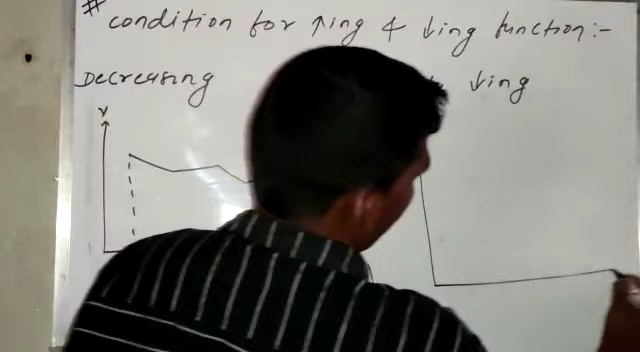 # condition for ↑ing & ↓ing function:-
Decreasing ↓ing
y